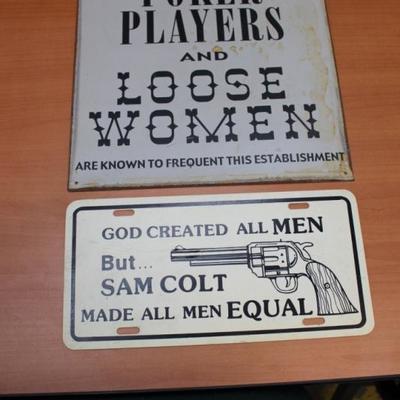 POKER
PLAYERS
AND
LOOSE
WOMEN
ARE KNOWN TO FREQUENT THIS ESTABLISHMENT
GOD CREATED ALL MEN
But...
SAM COLT
MADE ALL MEN EQUAL